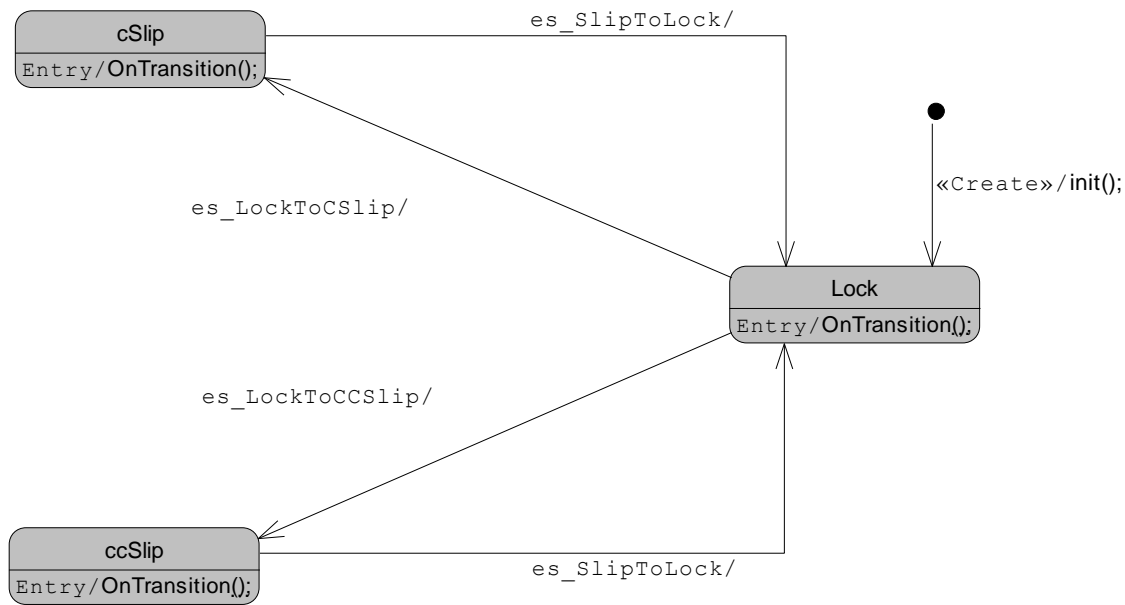 es_SlipToLock/
cSlip
Entry/OnTransition();
«Create»/init();
es_LockToCSlip/
Lock
Entry/OnTransition();
es_LockToCCSlip/
ccSlip
Entry/OnTransition();
es_SlipToLock/